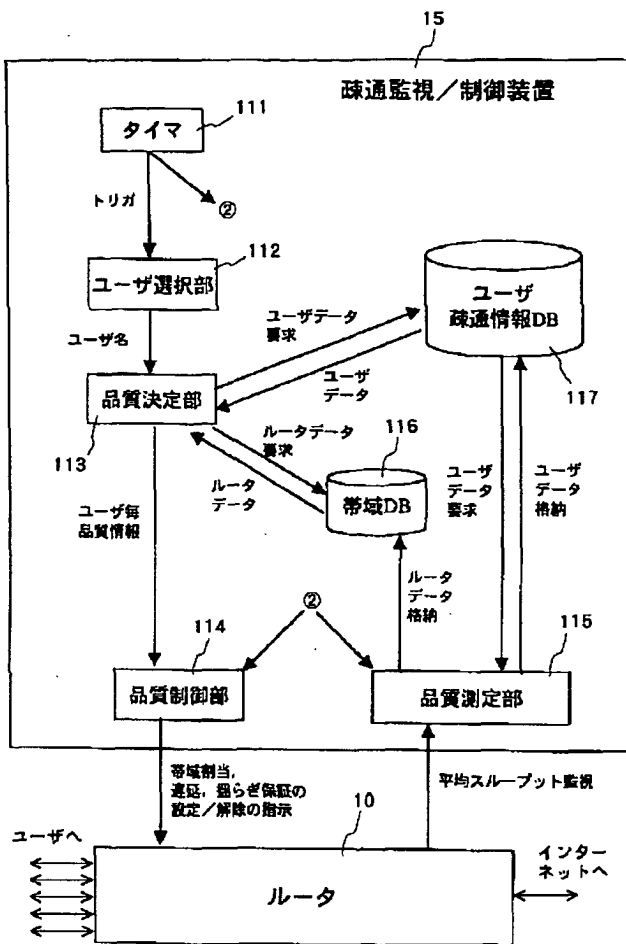 15
疎通監視／制御装置
タイマ
111
トリガ
②
ユーザ選択部
112
ユーザ名
ユーザデータ
要求
ユーザ
データ
ユーザ
疎通情報DB
117
品質決定部
113
ルータデータ
要求
ルータ
データ
116
帯域DB
ユーザ毎
品質情報
ユーザ
データ
要求
ユーザ
データ
格納
ルータ
データ
格納
②
114
品質制御部
115
品質測定部
帯域割当,
遅延, 揺らぎ保証の
設定／解除の指示
平均スループット監視
ユーザへ
10
ルータ
インター
ネットへ